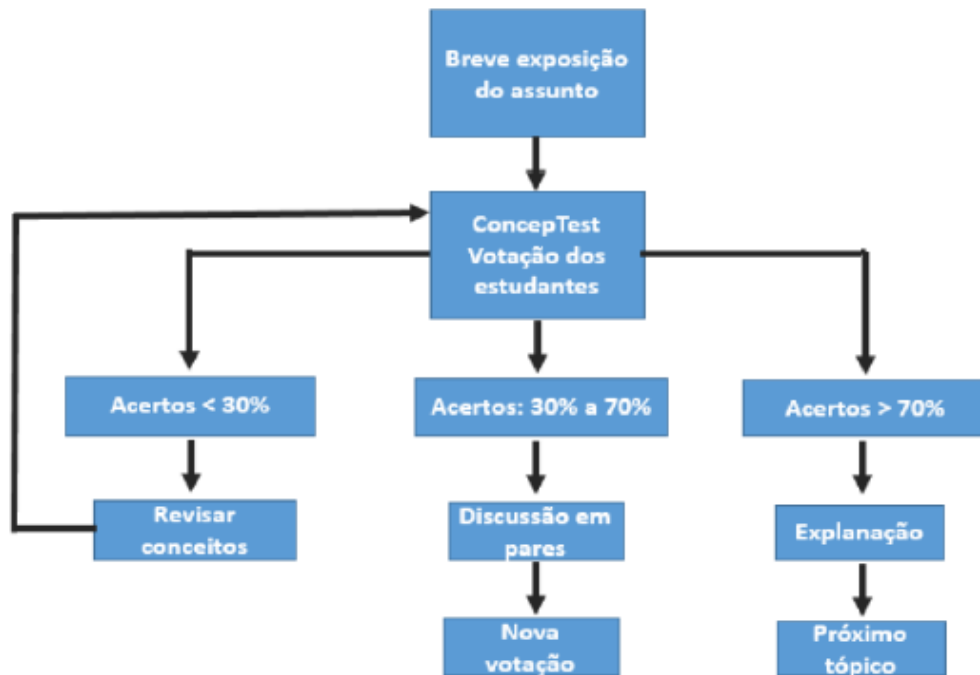 Breve exposição
do assunto
ConcepTest
Votação dos
estudantes
Acertos < 30%
Acertos: 30% a 70%
Acertos > 70%
Revisar
conceitos
Discussão em
pares
Explanação
Nova
votação
Próximo
tópico